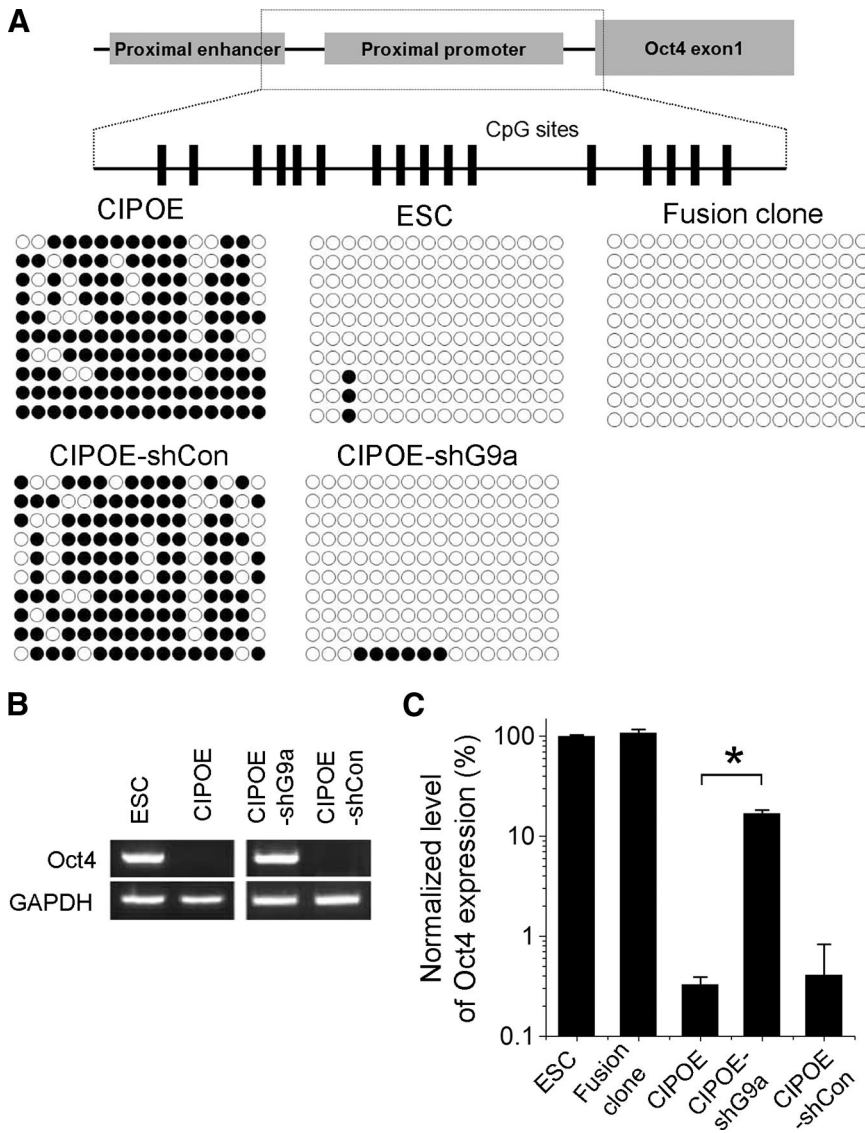 A
Proximal enhancer
Proximal promoter
Oct4 exon1
CpG sites
CIPOE
ESC
Fusion clone
CIPOE-shCon
CIPOE-shG9a
B
ESC
CIPOE
CIPOE
-shG9a
CIPOE
-shCon
Oct4
GAPDH
C
Normalized level
of Oct4 expression (%)
100
10
1
0.1
*
ESC
Fusion
clone
CIPOE
CIPOE-
shG9a
CIPOE
-shCon